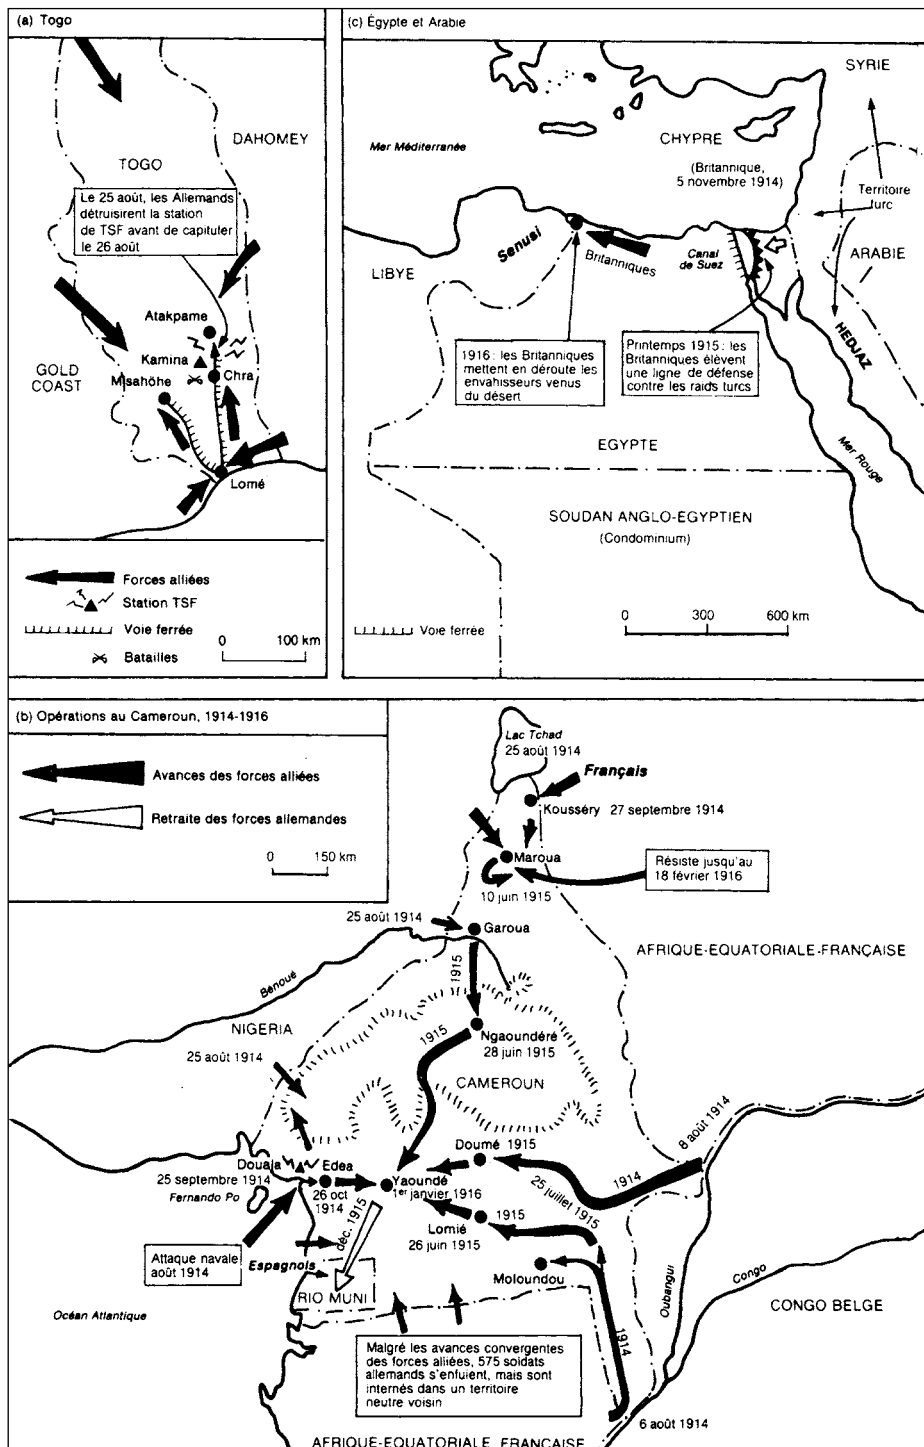 (a) Togo
DAHOMEY
TOGO
Le 25 août, les Allemands
détruisirent la station
de TSF avant de capituler
le 26 août
Atakpame
Kamina
Misahöhe
Chra
GOLD
COAST
Lomé
Forces alliées
Station TSF
Voie ferrée
Batailles
0 100 km
(c) Égypte et Arabie
SYRIE
Mer Méditerranée
CHYPRE
(Britannique,
5 novembre 1914)
Territoire
turc
Senusi
LIBYE
Britanniques
Canal
de Suez
ARABIE
HEDJAZ
1916 : les Britanniques
mettent en déroute les
envahisseurs venus
du désert
Printemps 1915 : les
Britanniques élèvent
une ligne de défense
contre les raids turcs
EGYPTE
Mer Rouge
SOUDAN ANGLO-EGYPTIEN
(Condominium)
0 300 600 km
Voie ferrée
(b) Opérations au Cameroun, 1914-1916
Avances des forces alliées
Retraite des forces allemandes
0 150 km
Lac Tchad
25 août 1914
Français
Kousséry 27 septembre 1914
Maroua
Résiste jusqu'au
18 février 1916
10 juin 1915
25 août 1914
Garoua
AFRIQUE-EQUATORIALE-FRANÇAISE
1915
Bénoué
NIGERIA
25 août 1914
Ngaoundéré
28 juin 1915
1915
CAMEROUN
8 août 1914
Douala
Edea
Doumé 1915
1914
25 septembre 1914
Fernando Po
26 oct
1914
Yaoundé
1er janvier 1916
25 juillet 1915
déc. 1915
Lomié
26 juin 1915
1915
Attaque navale
août 1914
Espagnols
RIO MUNI
Moloundou
Oubangui
Congo
CONGO BELGE
Océan Atlantique
1914
Malgré les avances convergentes
des forces alliées, 575 soldats
allemands s'enfuient, mais sont
internés dans un territoire
neutre voisin
6 août 1914
AFRIQUE-EQUATORIALE FRANÇAISE